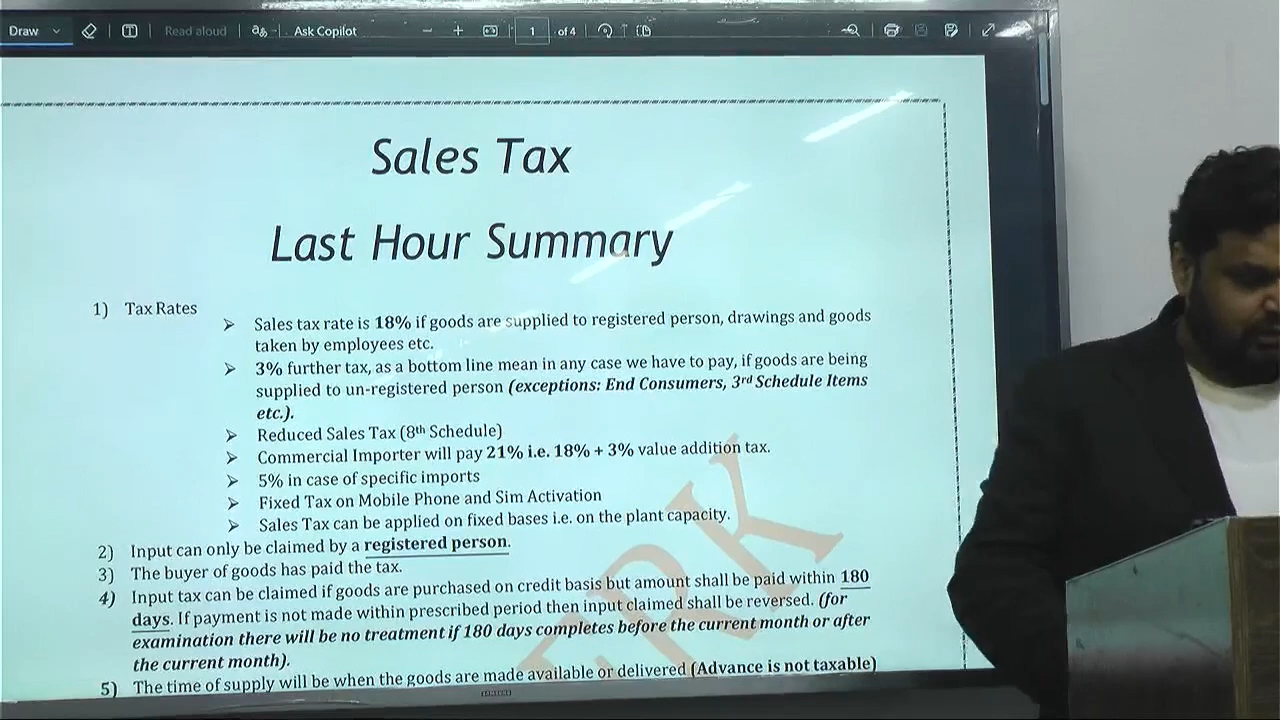 Draw Read aloud Ask Copilot 1 of 4
Sales Tax
Last Hour Summary
1) Tax Rates
➤ Sales tax rate is 18% if goods are supplied to registered person, drawings and goods
taken by employees etc.
➤ 3% further tax, as a bottom line mean in any case we have to pay, if goods are being
supplied to un-registered person (exceptions: End Consumers, 3rd Schedule Items
etc.).
➤ Reduced Sales Tax (8th Schedule)
➤ Commercial Importer will pay 21% i.e. 18% + 3% value addition tax.
➤ 5% in case of specific imports
➤ Fixed Tax on Mobile Phone and Sim Activation
➤ Sales Tax can be applied on fixed bases i.e. on the plant capacity.
2) Input can only be claimed by a registered person.
3) The buyer of goods has paid the tax.
4) Input tax can be claimed if goods are purchased on credit basis but amount shall be paid within 180
days. If payment is not made within prescribed period then input claimed shall be reversed. (for
examination there will be no treatment if 180 days completes before the current month or after
the current month).
5) The time of supply will be when the goods are made available or delivered (Advance is not taxable)
SAMSUNG